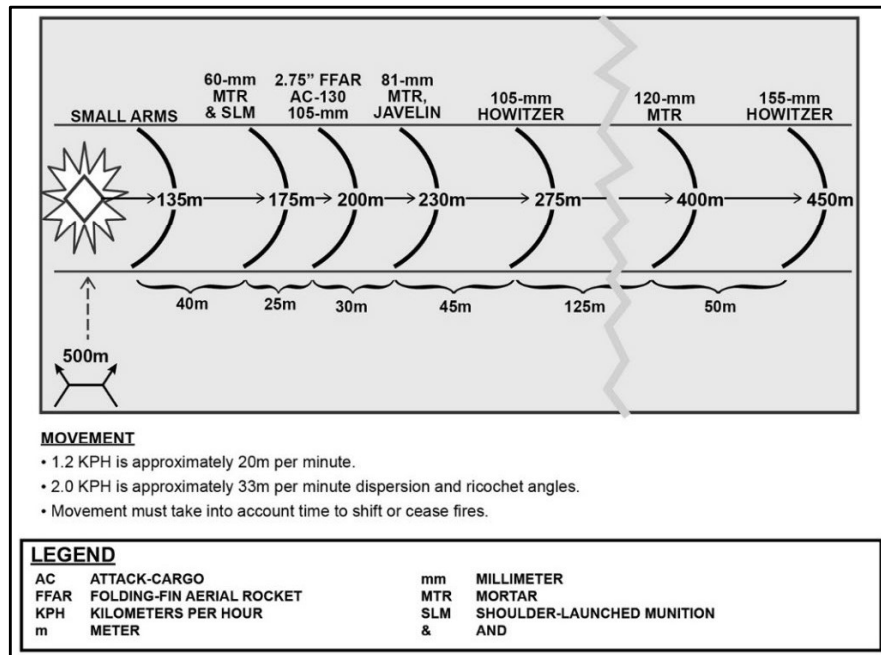 60-mm 2.75” FFAR 81-mm
MTR AC-130 MTR, 105-mm 120-mm 155-mm
SMALL ARMS & SLM 105-mm JAVELIN HOWITZER MTR HOWITZER
135m 175m 200m 230m 275m 400m 450m
40m 25m 30m 45m 125m 50m
500m
MOVEMENT
• 1.2 KPH is approximately 20m per minute.
• 2.0 KPH is approximately 33m per minute dispersion and ricochet angles.
• Movement must take into account time to shift or cease fires.
LEGEND
AC ATTACK-CARGO mm MILLIMETER
FFAR FOLDING-FIN AERIAL ROCKET MTR MORTAR
KPH KILOMETERS PER HOUR SLM SHOULDER-LAUNCHED MUNITION
m METER & AND